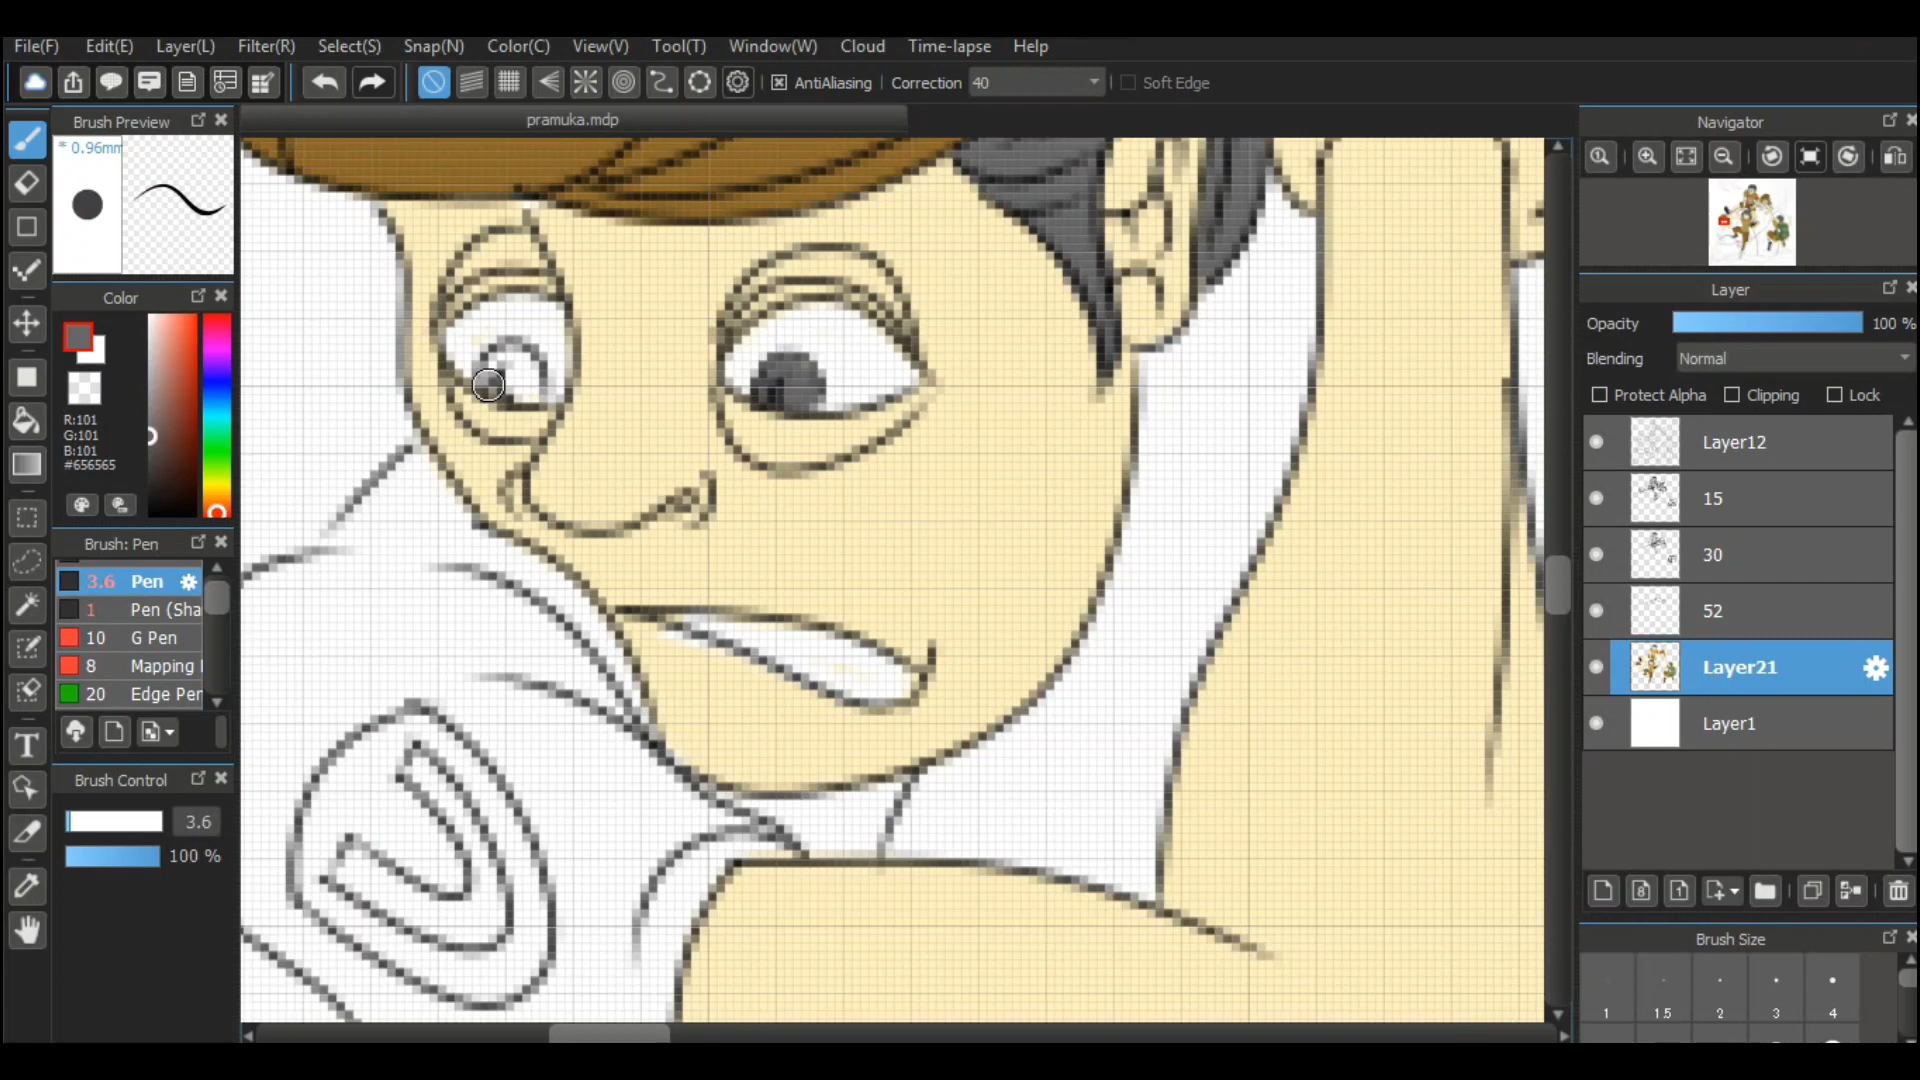 File(F) Edit(E) Layer(L) Filter(R) Select(S) Snap(N) Color(C) View(V) Tool(T) Window(W) Cloud Time-lapse Help
AntiAliasing Correction 40 Soft Edge
Brush Preview
* 0.96mm
Color
R:101
G:101
B:101
#656565
Brush: Pen
3.6 Pen
1 Pen (Sha
10 G Pen
8 Mapping
20 Edge Pen
Brush Control
3.6
100 %
T
pramuka.mdp
Navigator
1
Layer
Opacity 100 %
Blending Normal
Protect Alpha Clipping Lock
Layer12
15
30
52
Layer21
Layer1
8 1
Brush Size
1 1.5 2 3 4